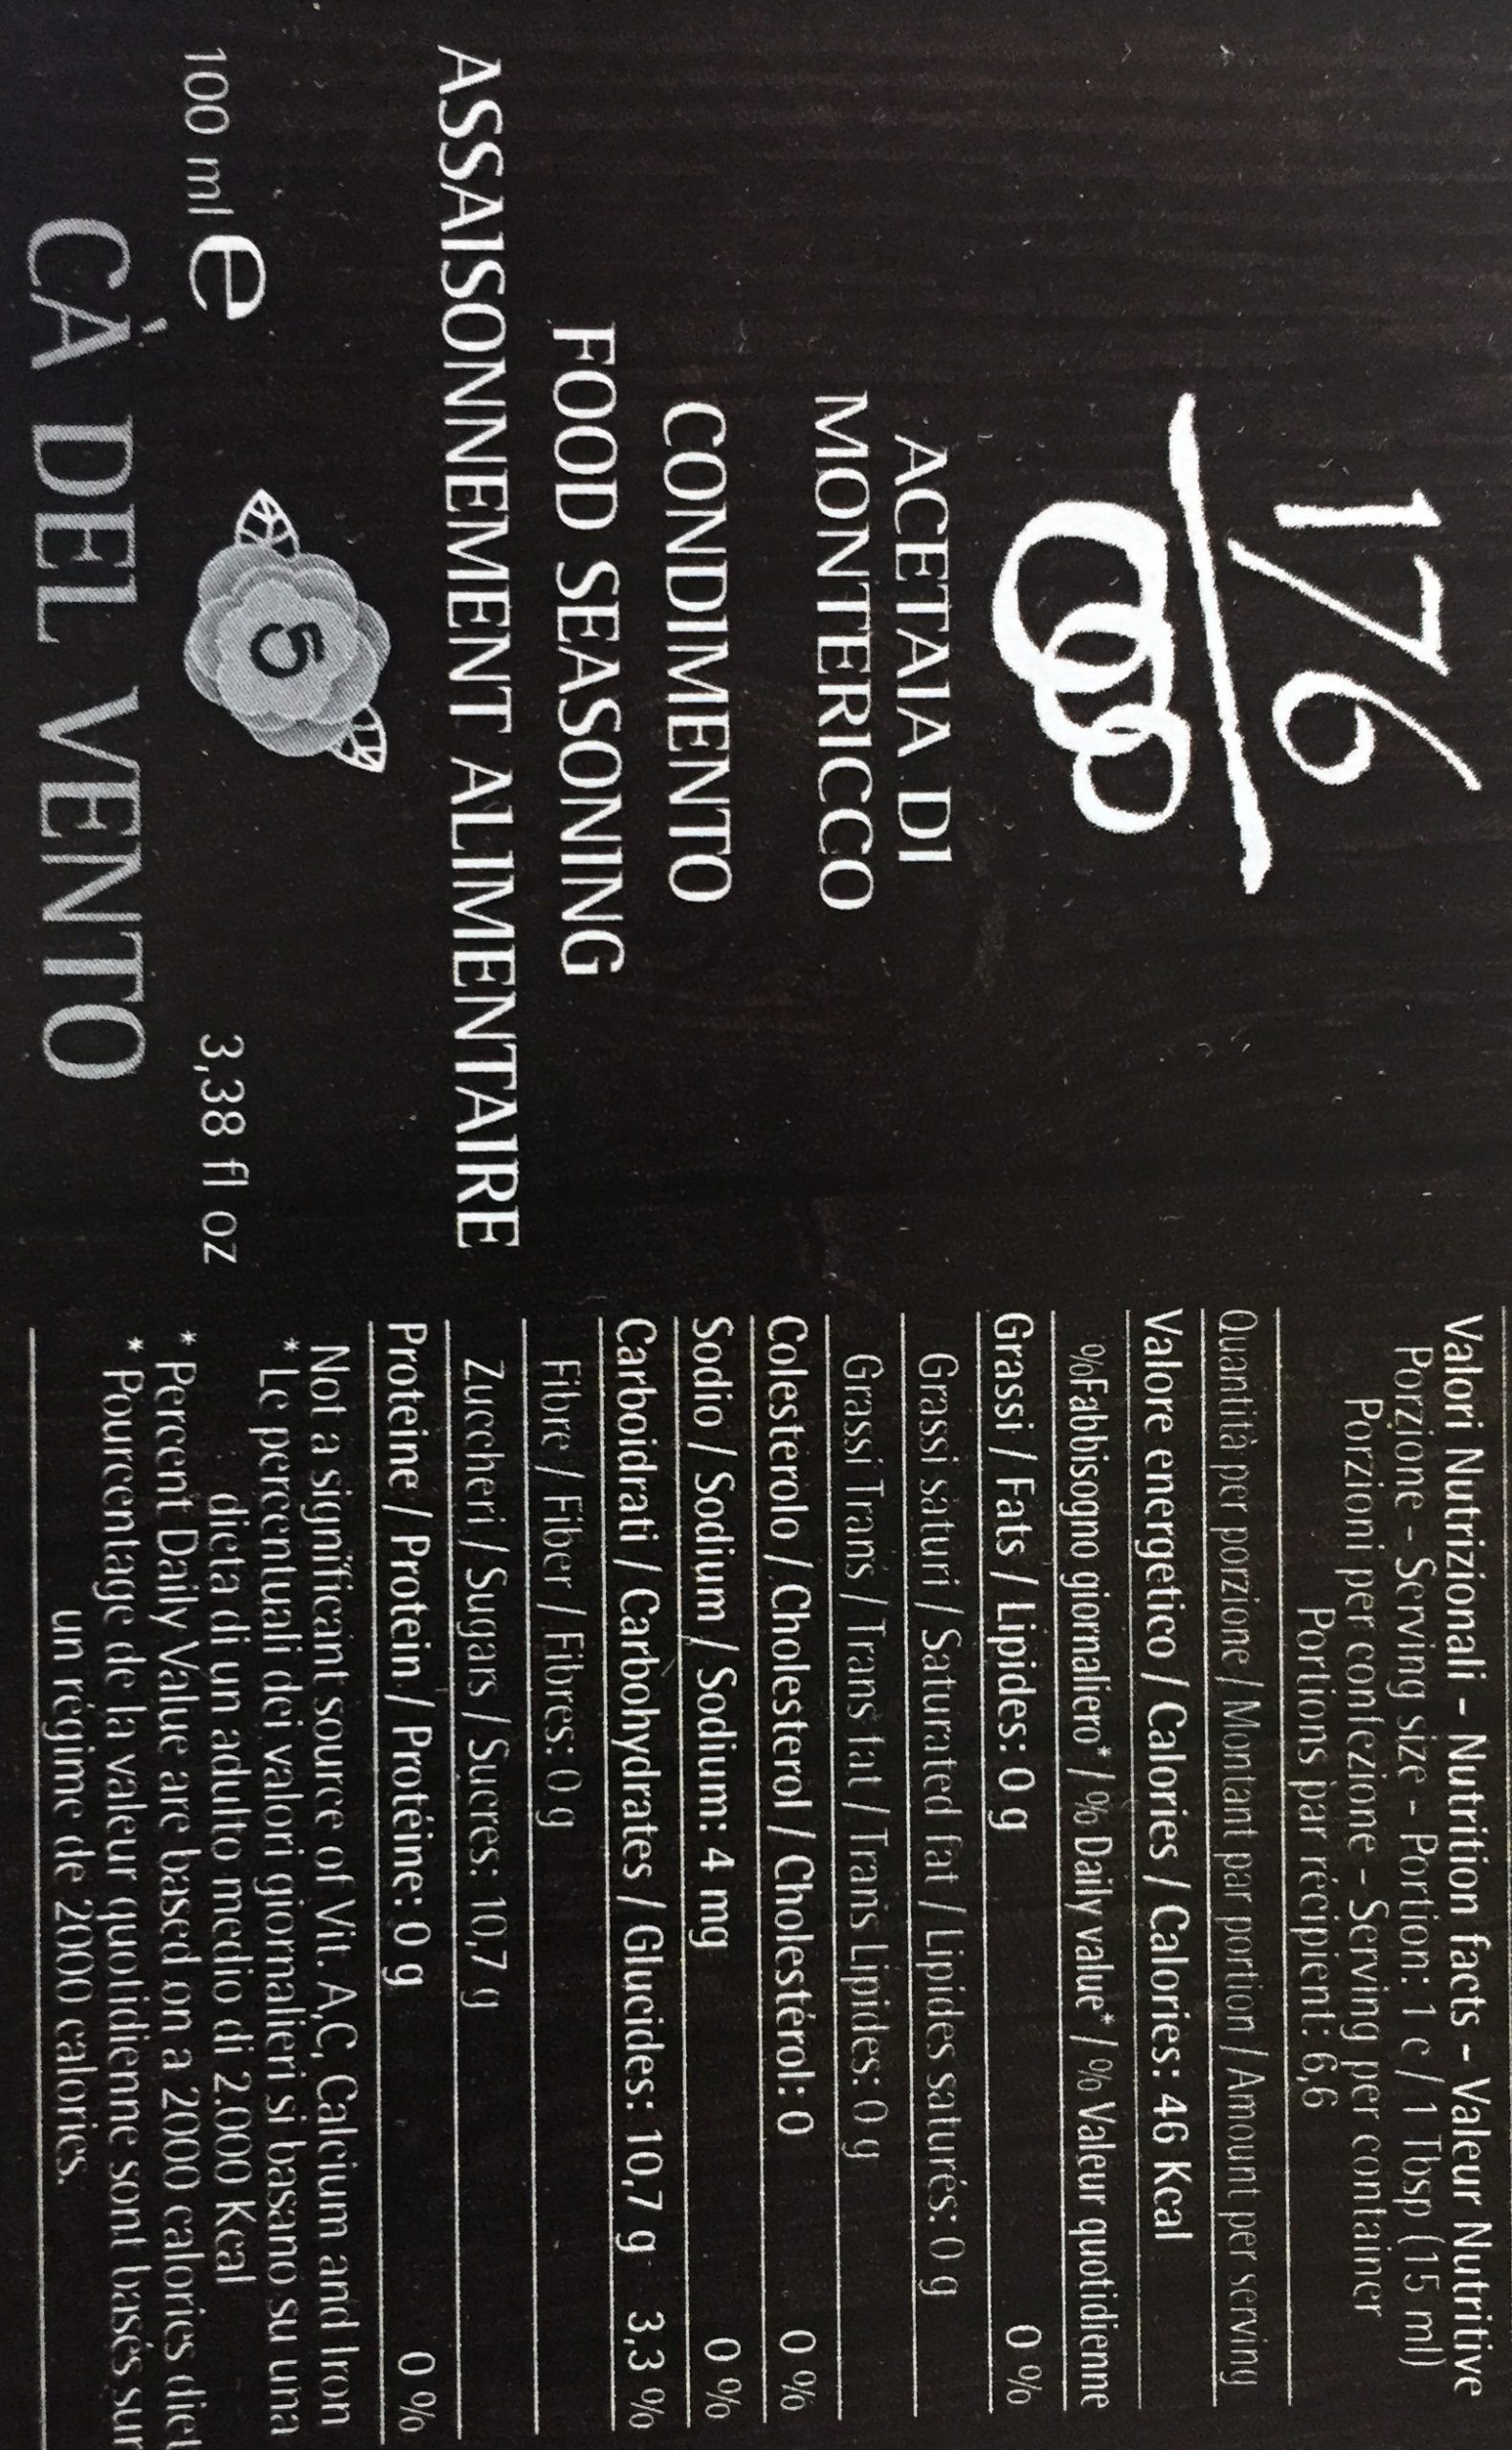 176
ACETAIA DI
MONTERICCO
CONDIMENTO
FOOD SEASONING
ASSAISONNEMENT ALIMENTAIRE
5
100 ml e
3,38 fl oz
CÀ DEL VENTO
Valori Nutrizionali - Nutrition facts - Valeur Nutritive
Porzione - Serving size - Portion: 1 c / 1 Tbsp (15 ml)
Porzioni per confezione - Serving per container
Portions par récipient: 6,6
Quantità per porzione / Montant par portion / Amount per serving
Valore energetico / Calories / Calories: 46 Kcal
%Fabbisogno giornaliero* / % Daily value* / % Valeur quotidienne
Grassi / Fats / Lipides: 0 g 0 %
Grassi saturi / Saturated fat / Lipides saturés: 0 g
Grassi Trans / Trans fat / Trans Lipides: 0 g
Colesterolo / Cholesterol / Cholestérol: 0 0 %
Sodio / Sodium / Sodium: 4 mg 0 %
Carboidrati / Carbohydrates / Glucides: 10,7 g 3,3 %
Fibre / Fiber / Fibres: 0 g
Zuccheri / Sugars / Sucres: 10,7 g
Proteine / Protein / Protéine: 0 g 0 %
Not a significant source of Vit. A,C, Calcium and Iron
*Le percentuali dei valori giornalieri si basano su una
dieta di un adulto medio di 2.000 Kcal
* Percent Daily Value are based on a 2000 calories diet
* Pourcentage de la valeur quotidienne sont basés sur
un régime de 2000 calories.